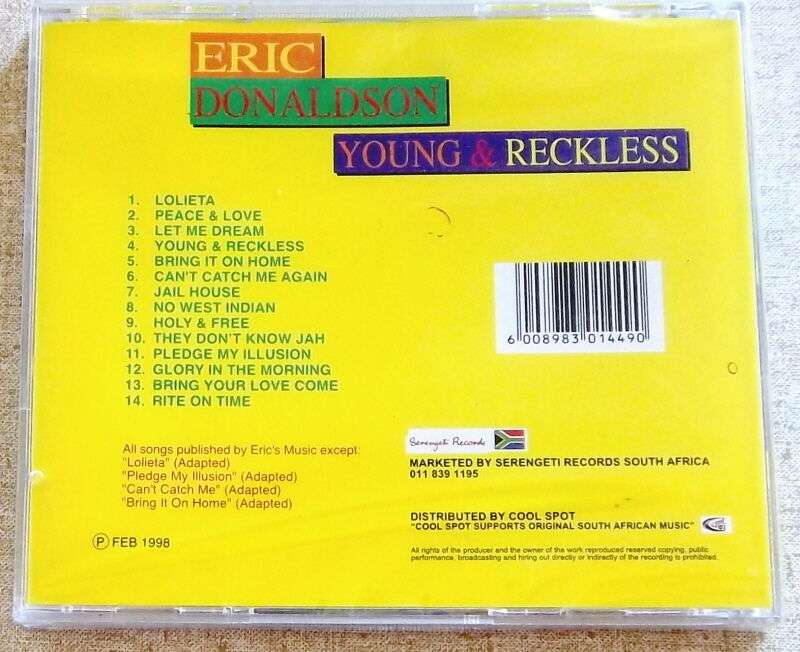 ERIC
DONALDSON
YOUNG & RECKLESS
1. LOLIETA
2. PEACE & LOVE
3. LET ME DREAM
4. YOUNG & RECKLESS
5. BRING IT ON HOME
6. CAN'T CATCH ME AGAIN
7. JAIL HOUSE
8. NO WEST INDIAN
9. HOLY & FREE
10. THEY DON'T KNOW JAH
11. PLEDGE MY ILLUSION
12. GLORY IN THE MORNING
13. BRING YOUR LOVE COME
14. RITE ON TIME
6 008983 014490
All songs published by Eric's Music except:
"Lolieta" (Adapted)
"Pledge My Illusion" (Adapted)
"Can't Catch Me" (Adapted)
"Bring It On Home" (Adapted)
Ⓟ FEB 1998
Serengeti Records
MARKETED BY SERENGETI RECORDS SOUTH AFRICA
011 839 1195
DISTRIBUTED BY COOL SPOT
"COOL SPOT SUPPORTS ORIGINAL SOUTH AFRICAN MUSIC"
All rights of the producer and the owner of the work reproduced reserved copying, public
performance, broadcasting and hiring out directly or indirectly of the recording is prohibited.